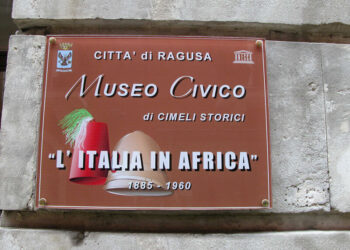 CITTA' di RAGUSA
MUSEO CIVICO
di CIMELI STORICI
"L' ITALIA IN AFRICA"
1885 - 1960